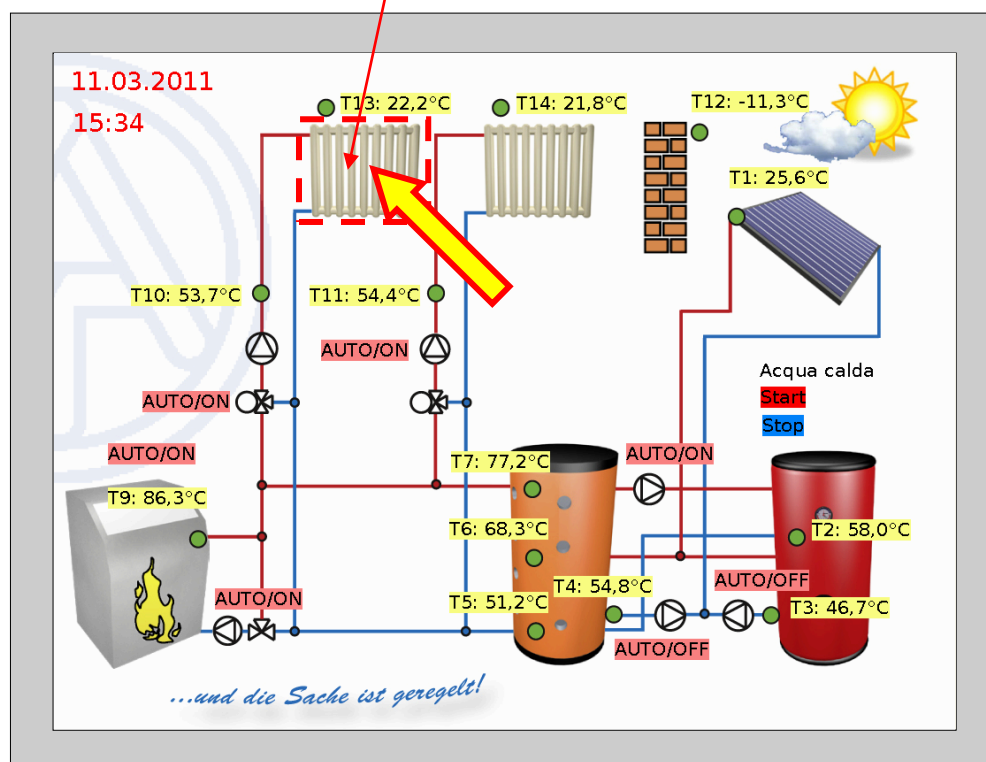 11.03.2011
15:34
T13: 22,2°C
T14: 21,8°C
T12: -11,3°C
T1: 25,6°C
T10: 53,7°C
T11: 54,4°C
AUTO/ON
Acqua calda
AUTO/ON
Start
Stop
AUTO/ON
AUTO/ON
T7: 77,2°C
T9: 86,3°C
T6: 68,3°C
T2: 58,0°C
T4: 54,8°C
AUTO/OFF
AUTO/ON
T5: 51,2°C
T3: 46,7°C
AUTO/OFF
...und die Sache ist geregelt!